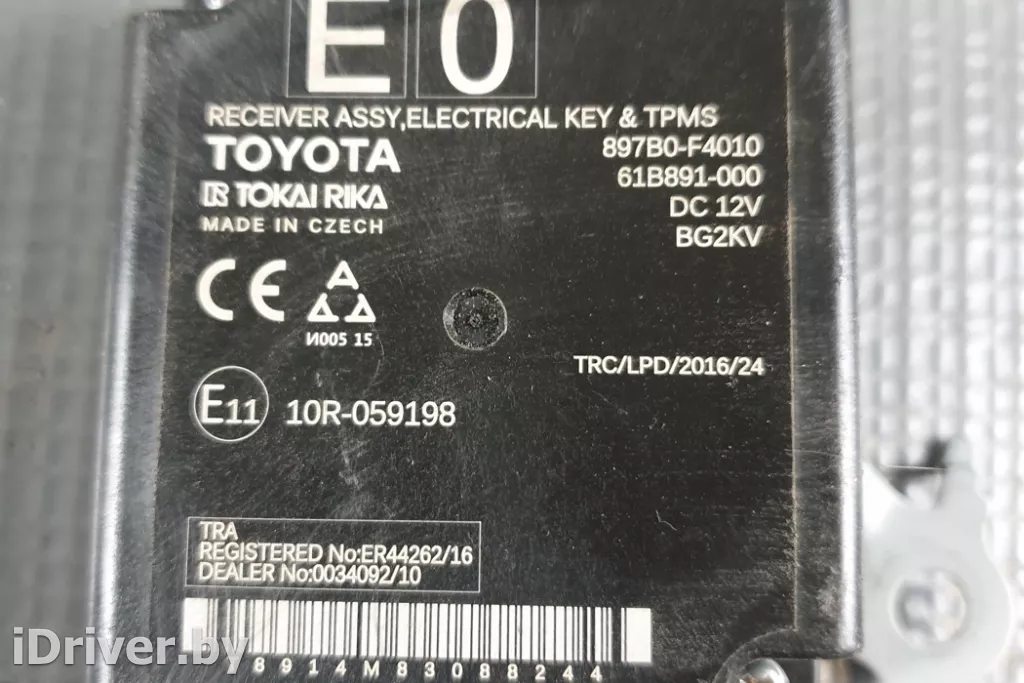 E 0
RECEIVER ASSY,ELECTRICAL KEY & TPMS
TOYOTA 897B0-F4010
TOKAI RIKA 61B891-000
MADE IN CZECH DC 12V
BG2KV
CE
И005 15
TRC/LPD/2016/24
E11 10R-059198
TRA
REGISTERED No:ER44262/16
DEALER No:0034092/10
8914M83088244
iDriver.by